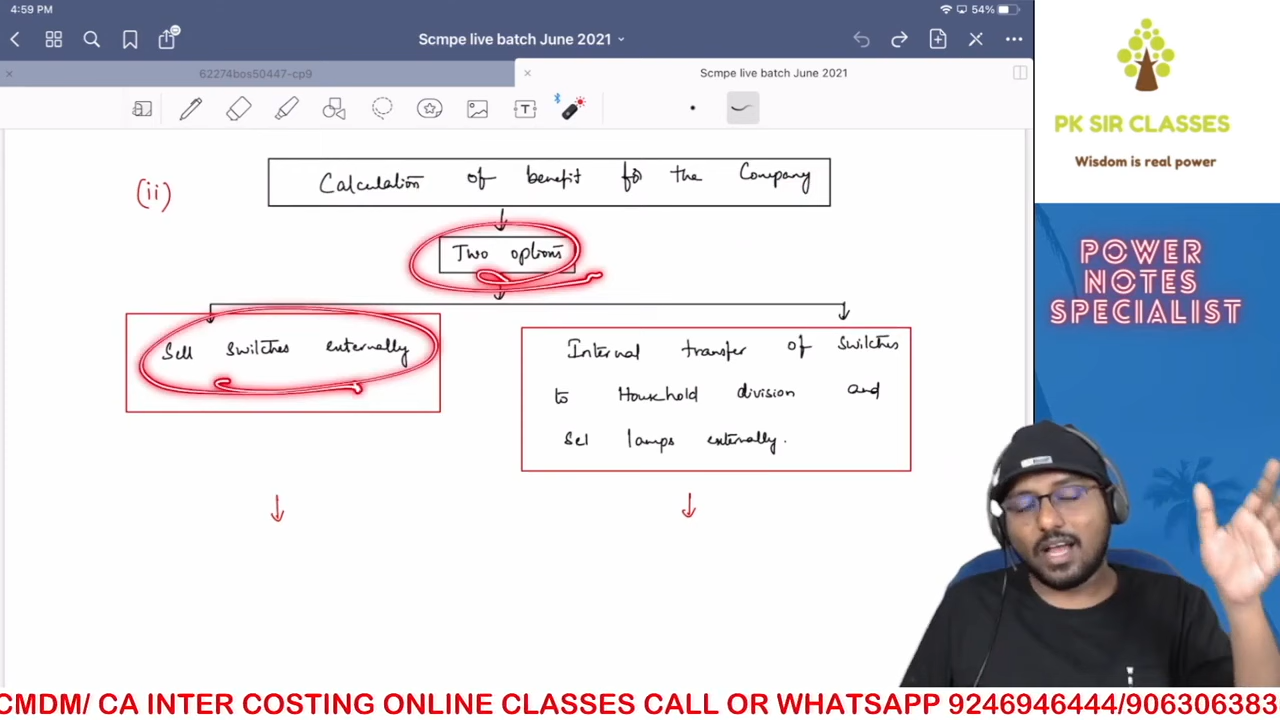 4:59 PM
54%
Scmpe live batch June 2021
62274bos50447-cp9
Scmpe live batch June 2021
T
PK SIR CLASSES
Wisdom is real power
POWER
NOTES
SPECIALIST
(ii)
Calculation of benefit for the Company
Two options
Sell Switches externally
Internal transfer of Switches
to Household division and
Sel lamps externally.
CMDM/ CA INTER COSTING ONLINE CLASSES CALL OR WHATSAPP 9246946444/906306383